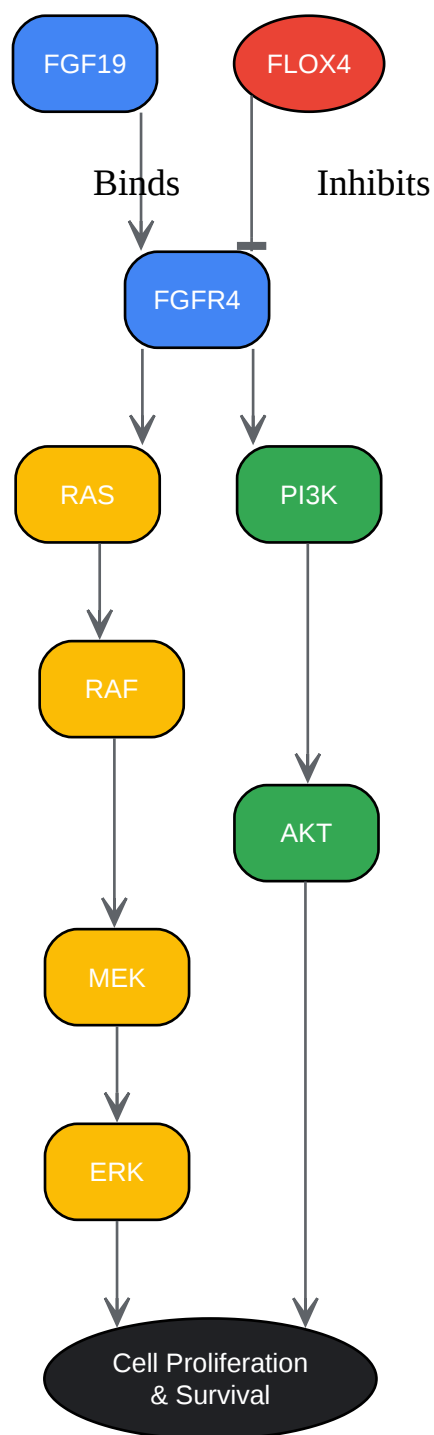 FGF19
FLOX4
Binds
Inhibits
FGFR4
RAS
PI3K
RAF
AKT
MEK
ERK
Cell Proliferation
& Survival